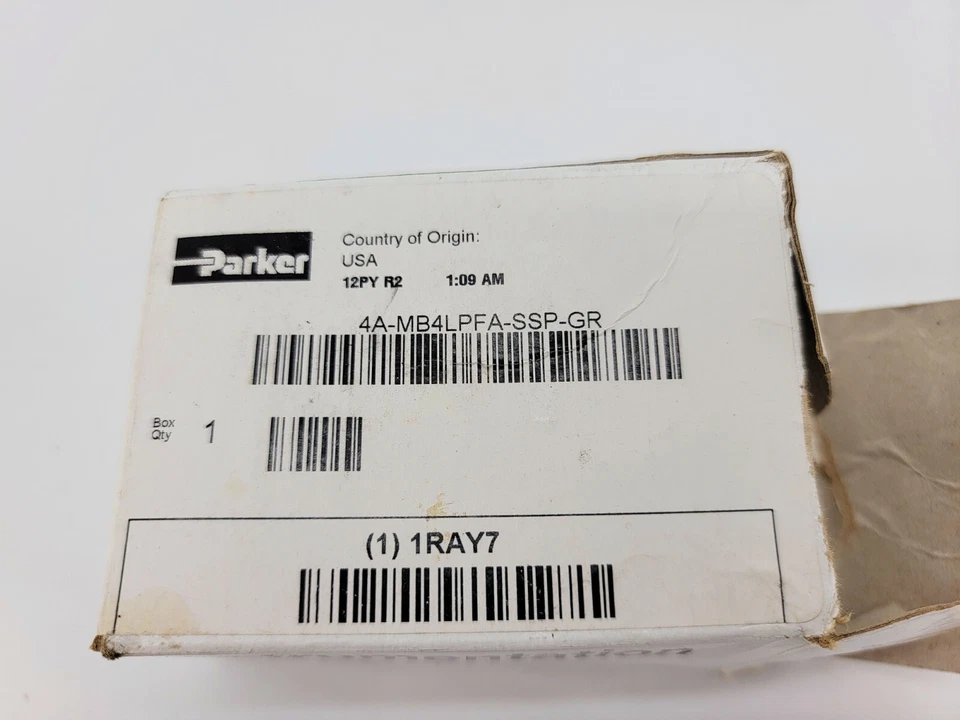 Parker
Country of Origin:
USA
12PY R2 1:09 AM
4A-MB4LPFA-SSP-GR
Box
Qty
1
(1) 1RAY7